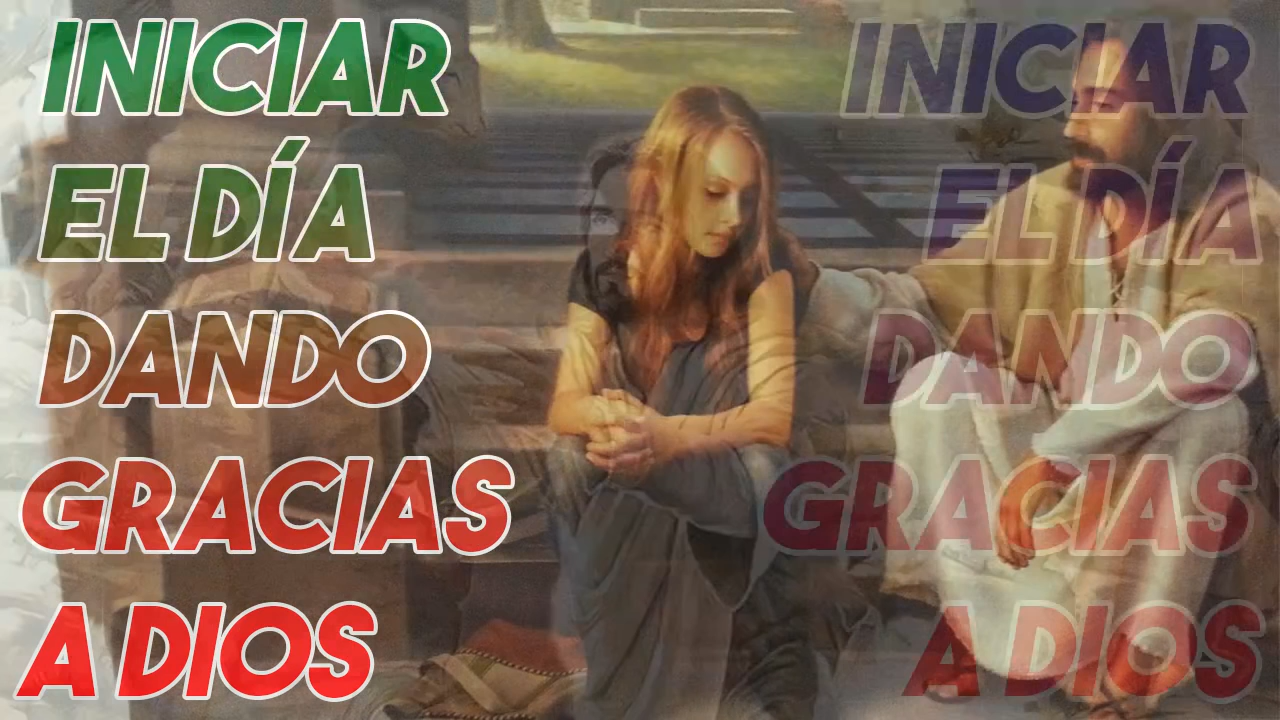 INICIAR
EL DÍA
DANDO
GRACIAS
A DIOS
INICIAR
EL DÍA
DANDO
GRACIAS
A DIOS